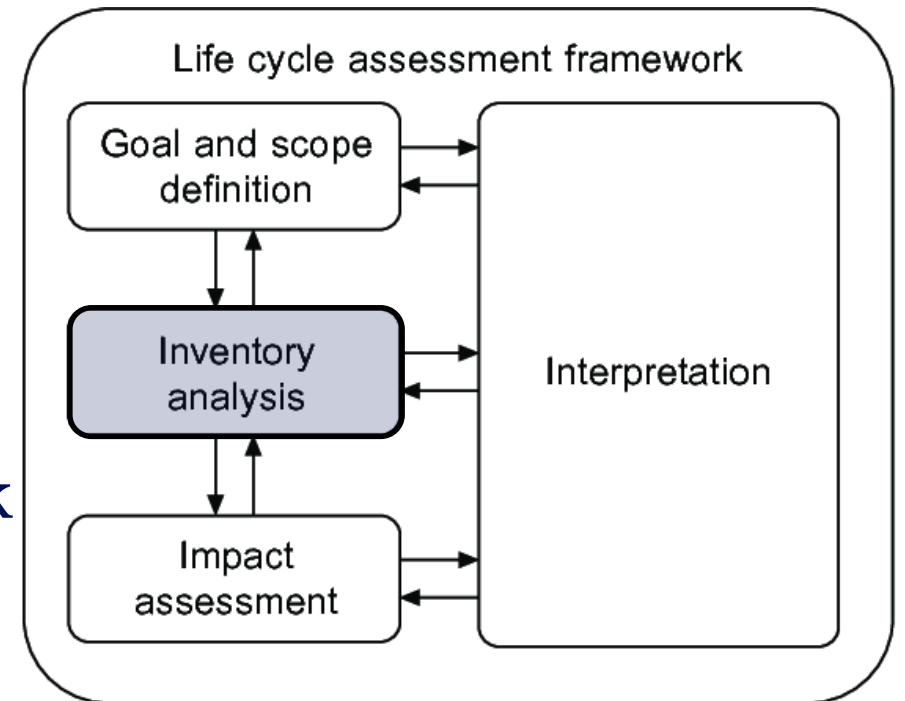 Life cycle assessment framework
Goal and scope
definition
Inventory
analysis
Interpretation
k
Impact
assessment